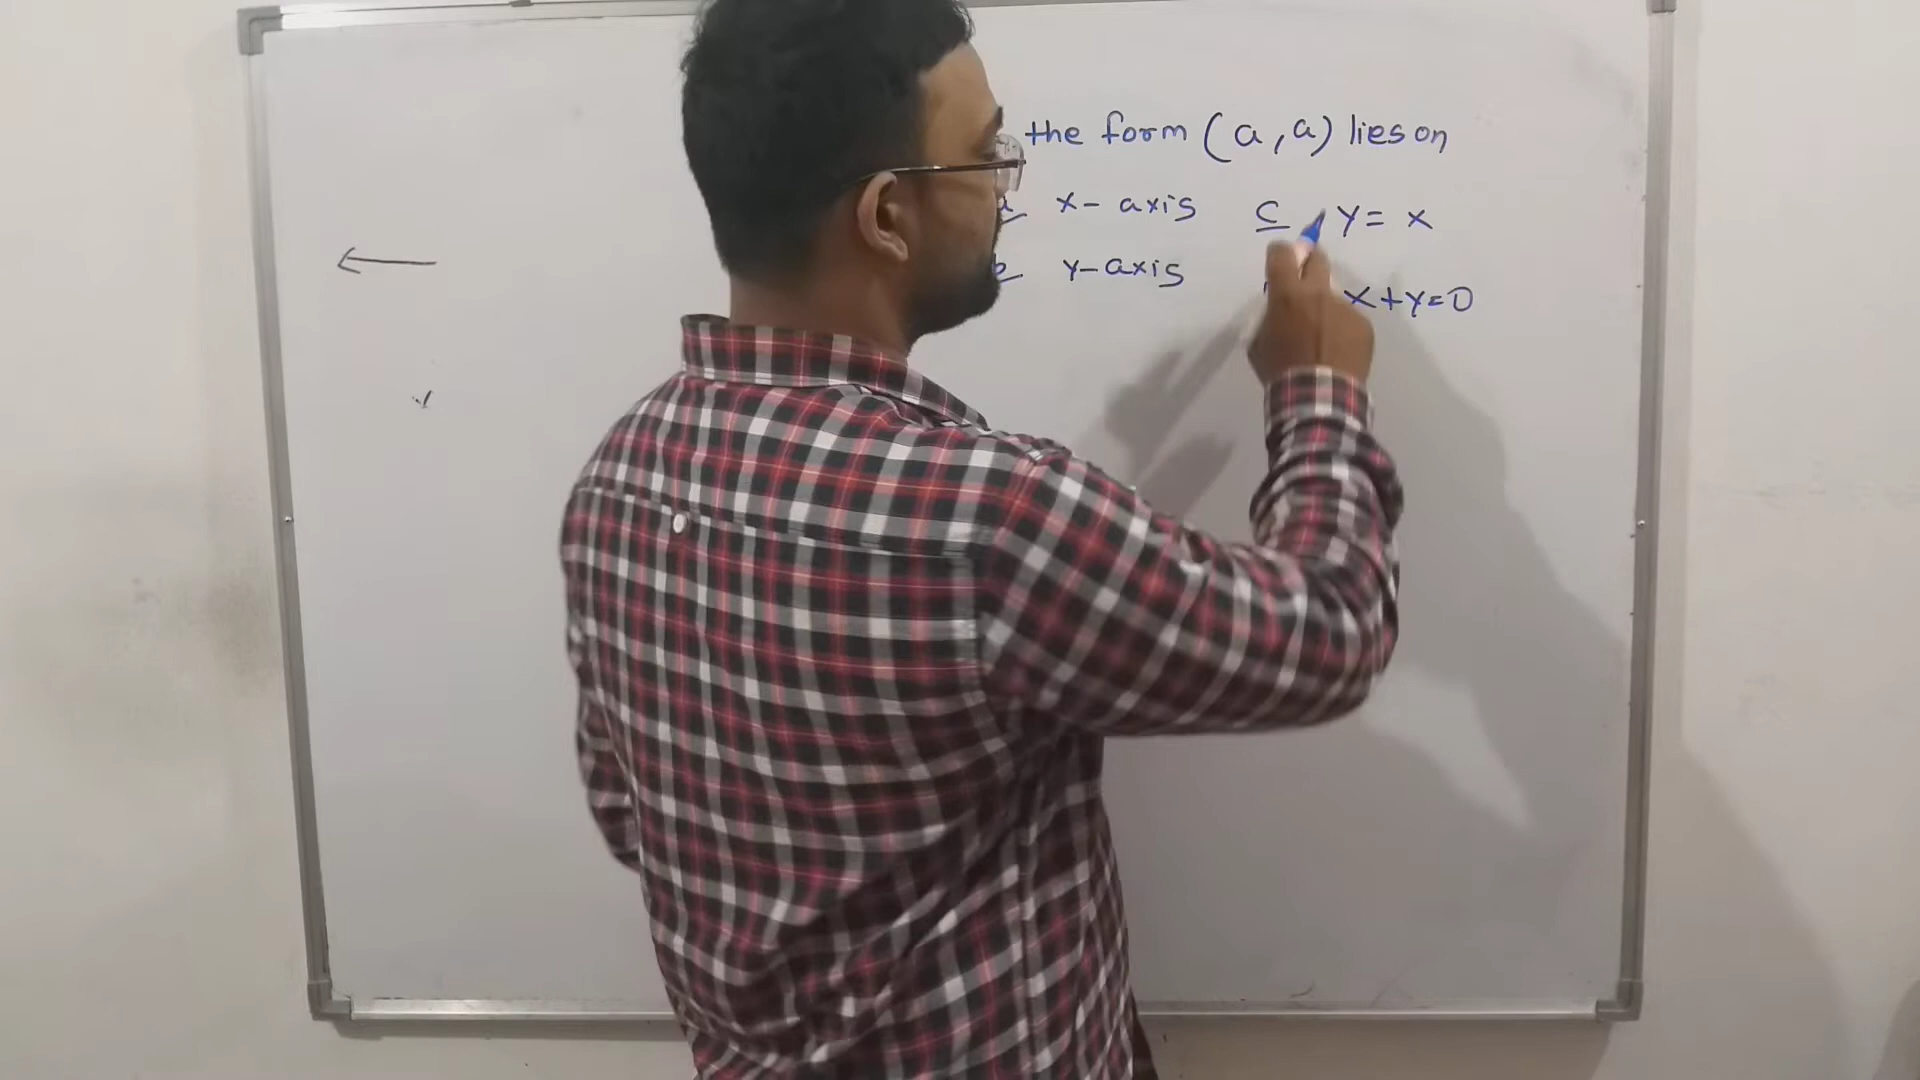 the form (a, a) lies on
a x-axis c y = x
b y-axis x+y=0